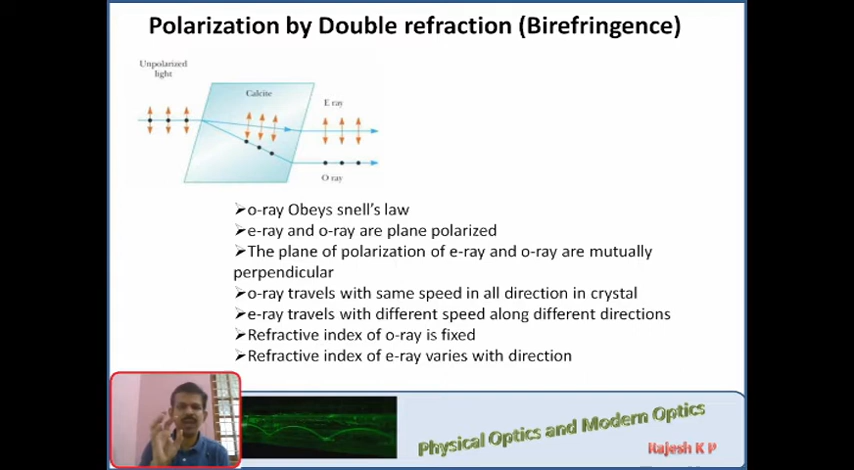 Polarization by Double refraction (Birefringence)
Unpolarized
light
Calcite
E ray
O ray
➢o-ray Obeys snell's law
➢e-ray and o-ray are plane polarized
➢The plane of polarization of e-ray and o-ray are mutually
perpendicular
➢o-ray travels with same speed in all direction in crystal
➢e-ray travels with different speed along different directions
➢Refractive index of o-ray is fixed
➢Refractive index of e-ray varies with direction
Physical Optics and Modern Optics
Rajesh K P